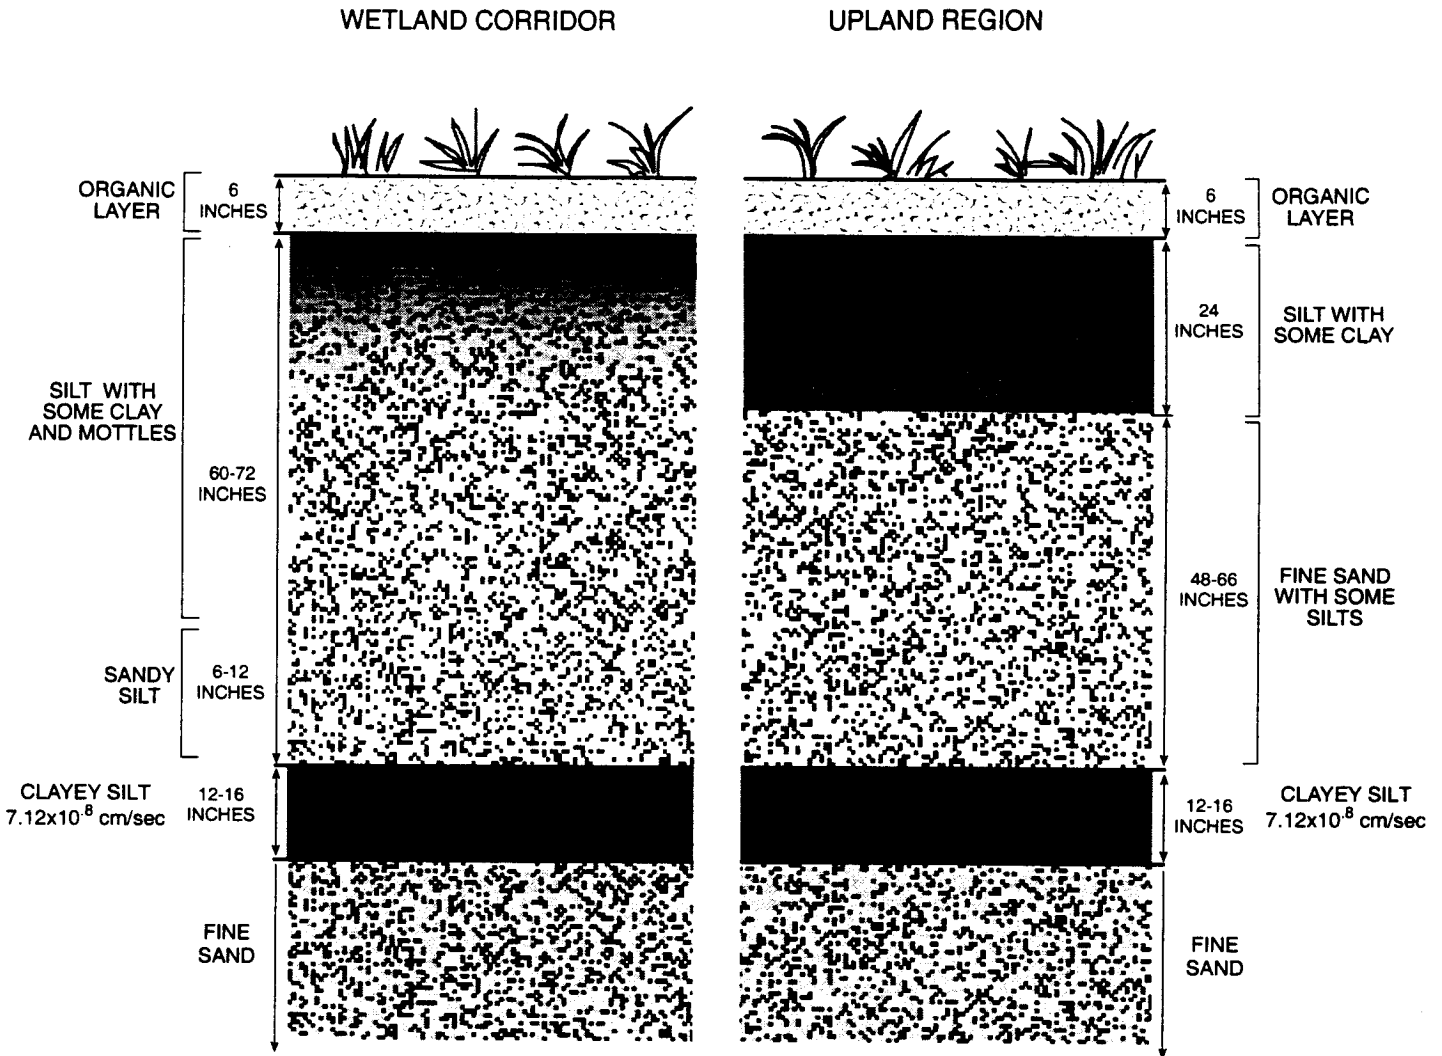 WETLAND CORRIDOR
UPLAND REGION
ORGANIC
LAYER
6
INCHES
SILT WITH
SOME CLAY
AND MOTTLES
60-72
INCHES
SANDY
SILT
6-12
INCHES
CLAYEY SILT
7.12x10⁻⁸ cm/sec
12-16
INCHES
FINE
SAND
6
INCHES
ORGANIC
LAYER
24
INCHES
SILT WITH
SOME CLAY
48-66
INCHES
FINE SAND
WITH SOME
SILTS
12-16
INCHES
CLAYEY SILT
7.12x10⁻⁸ cm/sec
FINE
SAND